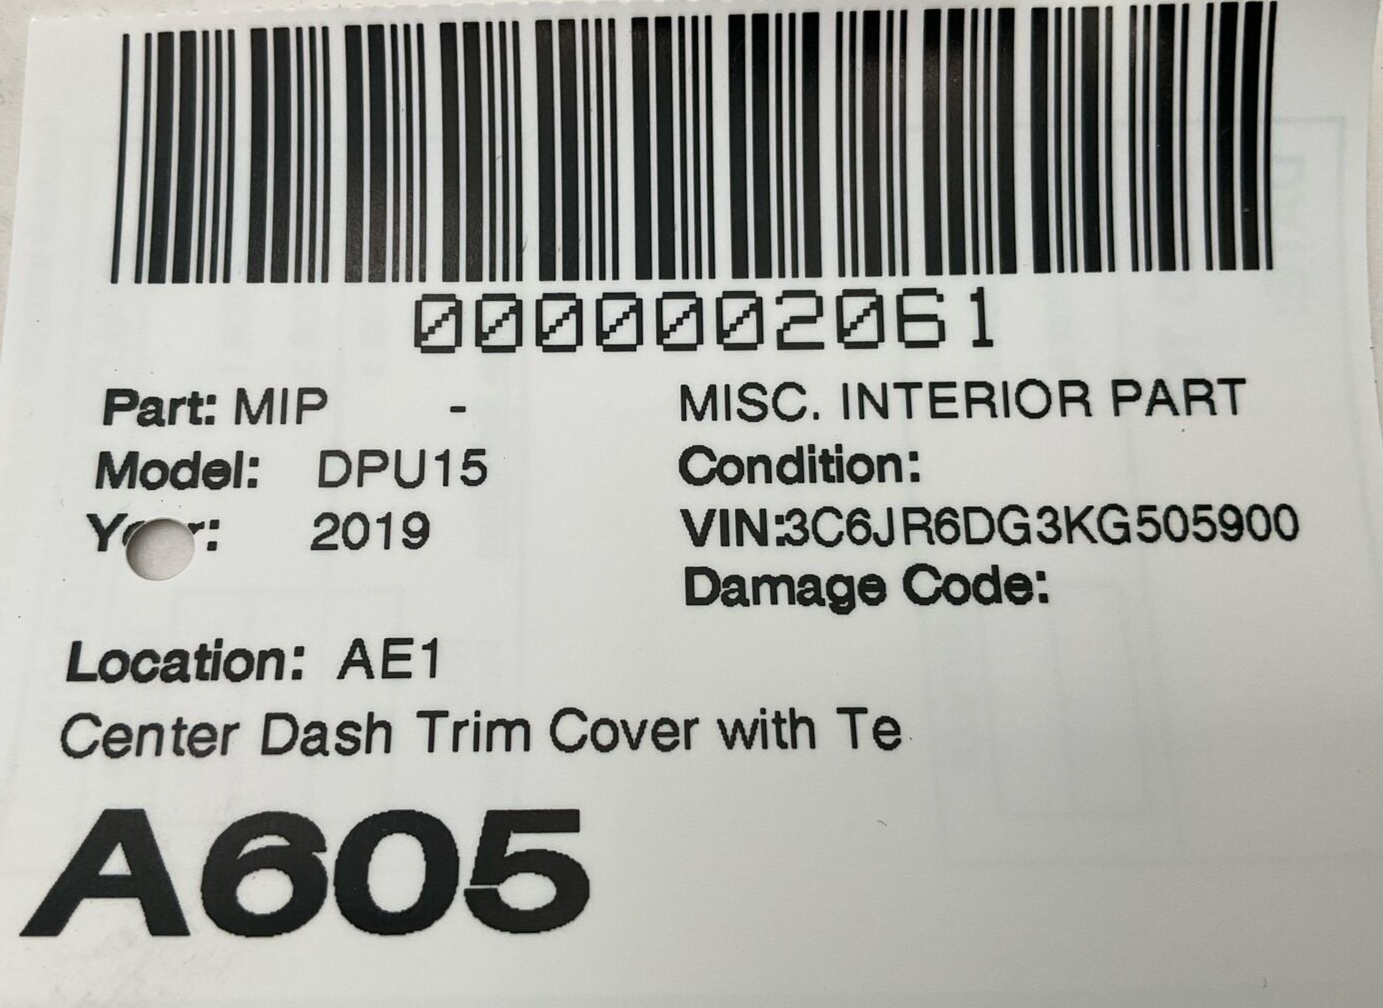 0000002061
Part: MIP - MISC. INTERIOR PART
Model: DPU15 Condition:
Year: 2019 VIN:3C6JR6DG3KG505900
Damage Code:
Location: AE1
Center Dash Trim Cover with Te
A605